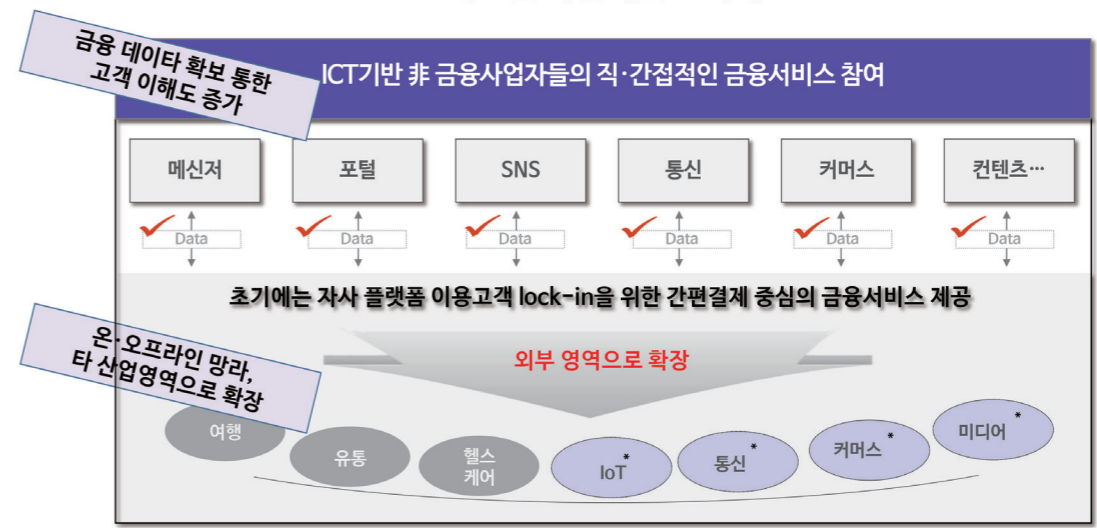 금융 데이타 확보 통한
고객 이해도 증가
ICT기반 非 금융사업자들의 직·간접적인 금융서비스 참여
메신저
포털
SNS
통신
커머스
컨텐츠…
Data
Data
Data
Data
Data
Data
초기에는 자사 플랫폼 이용고객 lock-in을 위한 간편결제 중심의 금융서비스 제공
온·오프라인 망라,
타 산업영역으로 확장
외부 영역으로 확장
여행
유통
헬스
케어
IoT*
통신*
커머스*
미디어*